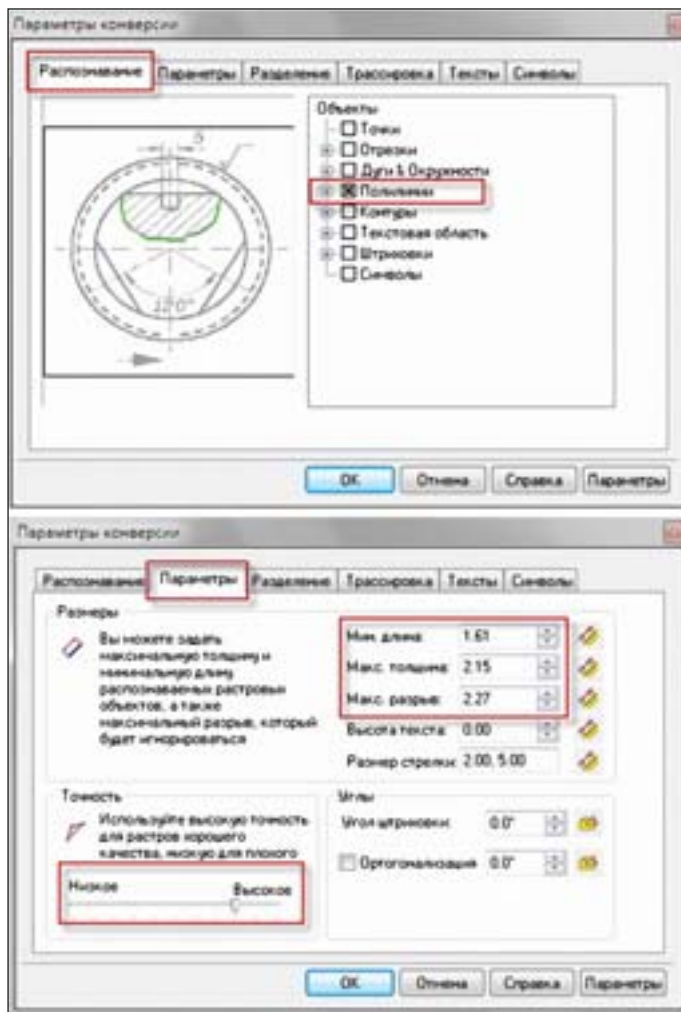 Параметры конверсии
Распознавание Параметры Разделение Трассировка Тексты Символы
Объекты
Точки
Отрезки
Дуги & Окружности
Полилинии
Контуры
Текстовая область
Штриховки
Символы
5
120°
ОК Отмена Справка Параметры
Параметры конверсии
Распознавание Параметры Разделение Трассировка Тексты Символы
Размеры
Вы можете задать
максимальную толщину и
минимальную длину
распознаваемых растровых
объектов, а также
максимальный разрыв, который
будет игнорироваться
Мин. длина: 1.61
Макс. толщина: 2.15
Макс. разрыв: 2.27
Высота текста: 0.00
Размер стрелки: 2.00, 5.00
Точность
Используйте высокую точность
для растров хорошего
качества, низкую для плохого
Низкое Высокое
Углы
Угол штриховки: 0.0°
Ортогонализация 0.0°
ОК Отмена Справка Параметры